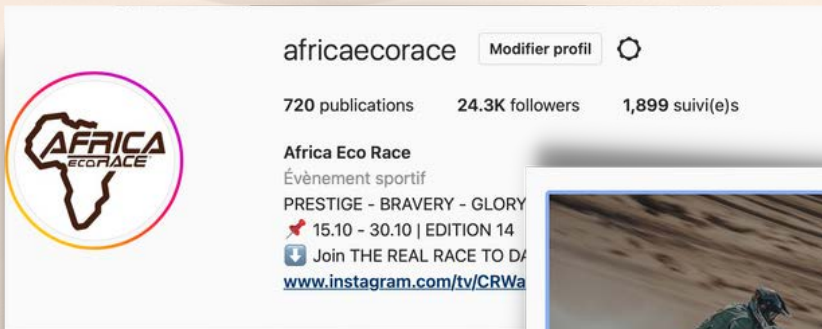 africaecorace Modifier profil
720 publications 24.3K followers 1,899 suivi(e)s
AFRICA
ECORACE
Africa Eco Race
Évènement sportif
PRESTIGE - BRAVERY - GLORY
📌 15.10 - 30.10 | EDITION 14
⬇️ Join THE REAL RACE TO
www.instagram.com/tv/CRWa